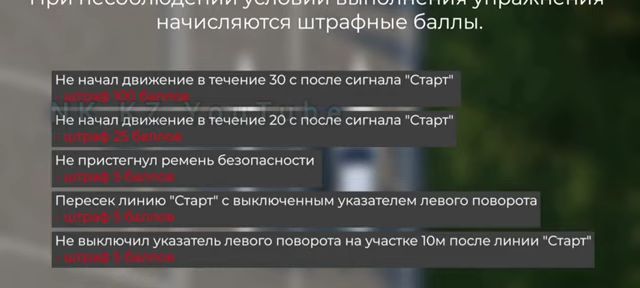 При несоблюдении условий выполнения упражнения
начисляются штрафные баллы.
Не начал движение в течение 30 с после сигнала "Старт"
- штраф 100 баллов
Не начал движение в течение 20 с после сигнала "Старт"
- штраф 25 баллов
Не пристегнул ремень безопасности
- штраф 5 баллов
Пересек линию "Старт" с выключенным указателем левого поворота
- штраф 5 баллов
Не выключил указатель левого поворота на участке 10м после линии "Старт"
- штраф 5 баллов